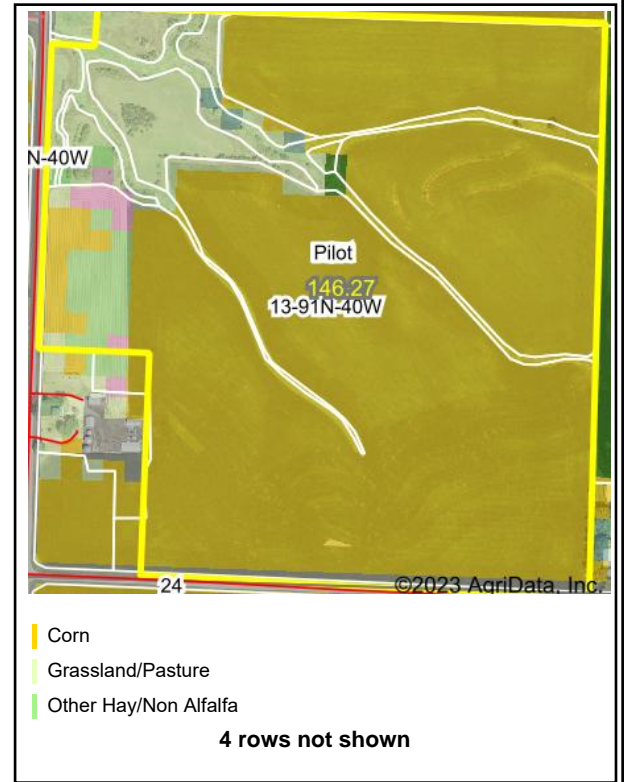 N-40W
Pilot
146.27
13-91N-40W
24
©2023 AgriData, Inc.
Corn
Grassland/Pasture
Other Hay/Non Alfalfa
4 rows not shown